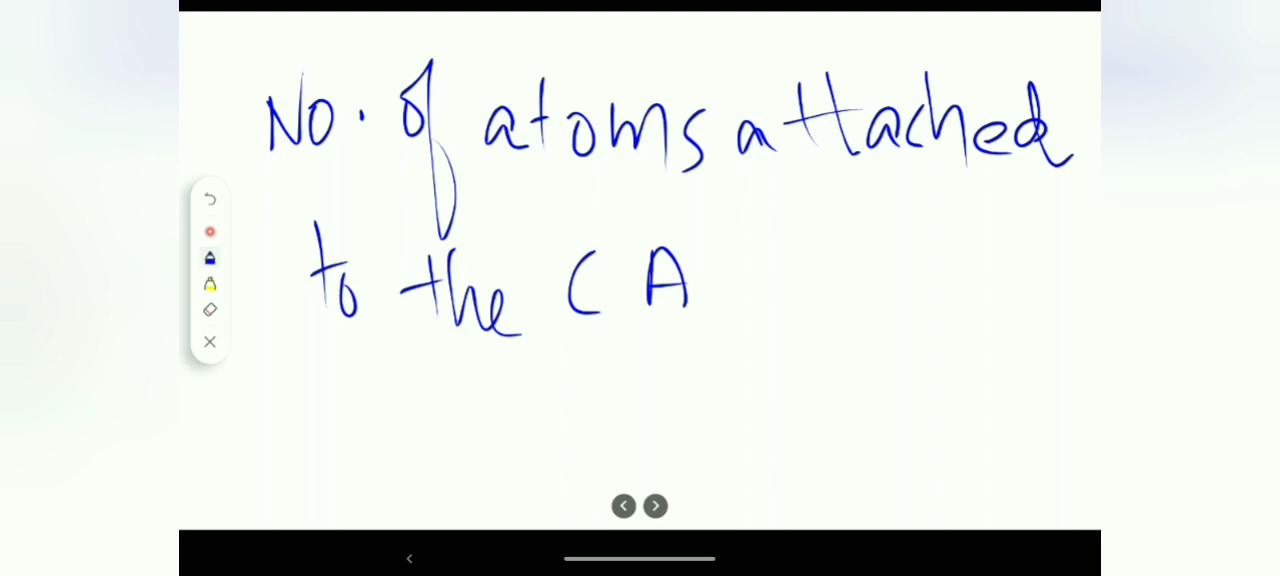 No. of atoms attached
to the CA